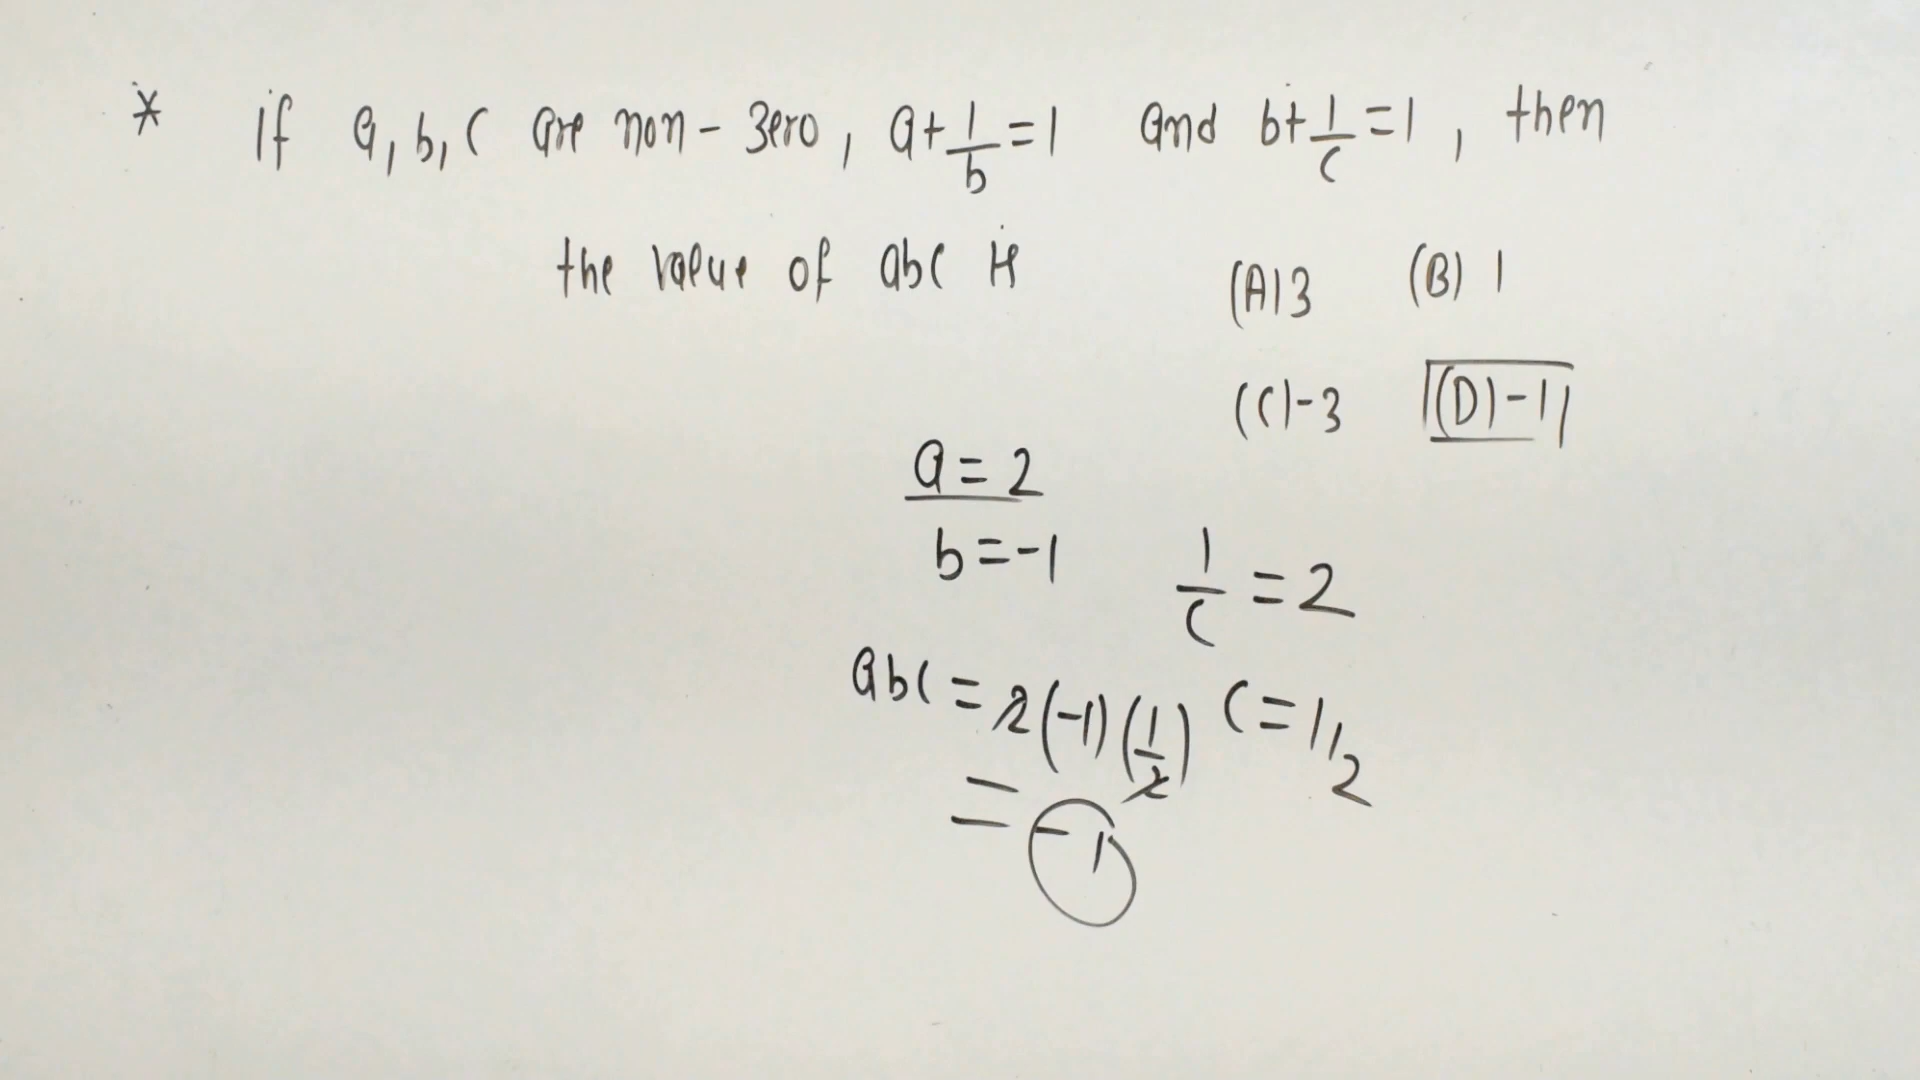 * If a, b, c are non-zero, a+1/b=1 and b+1/c=1, then
the value of abc is
(A) 3 (B) 1
(C) -3 (D) -1
a = 2
b = -1
1/c = 2
abc = 2(-1)(1/2)
c = 1/2
= -1